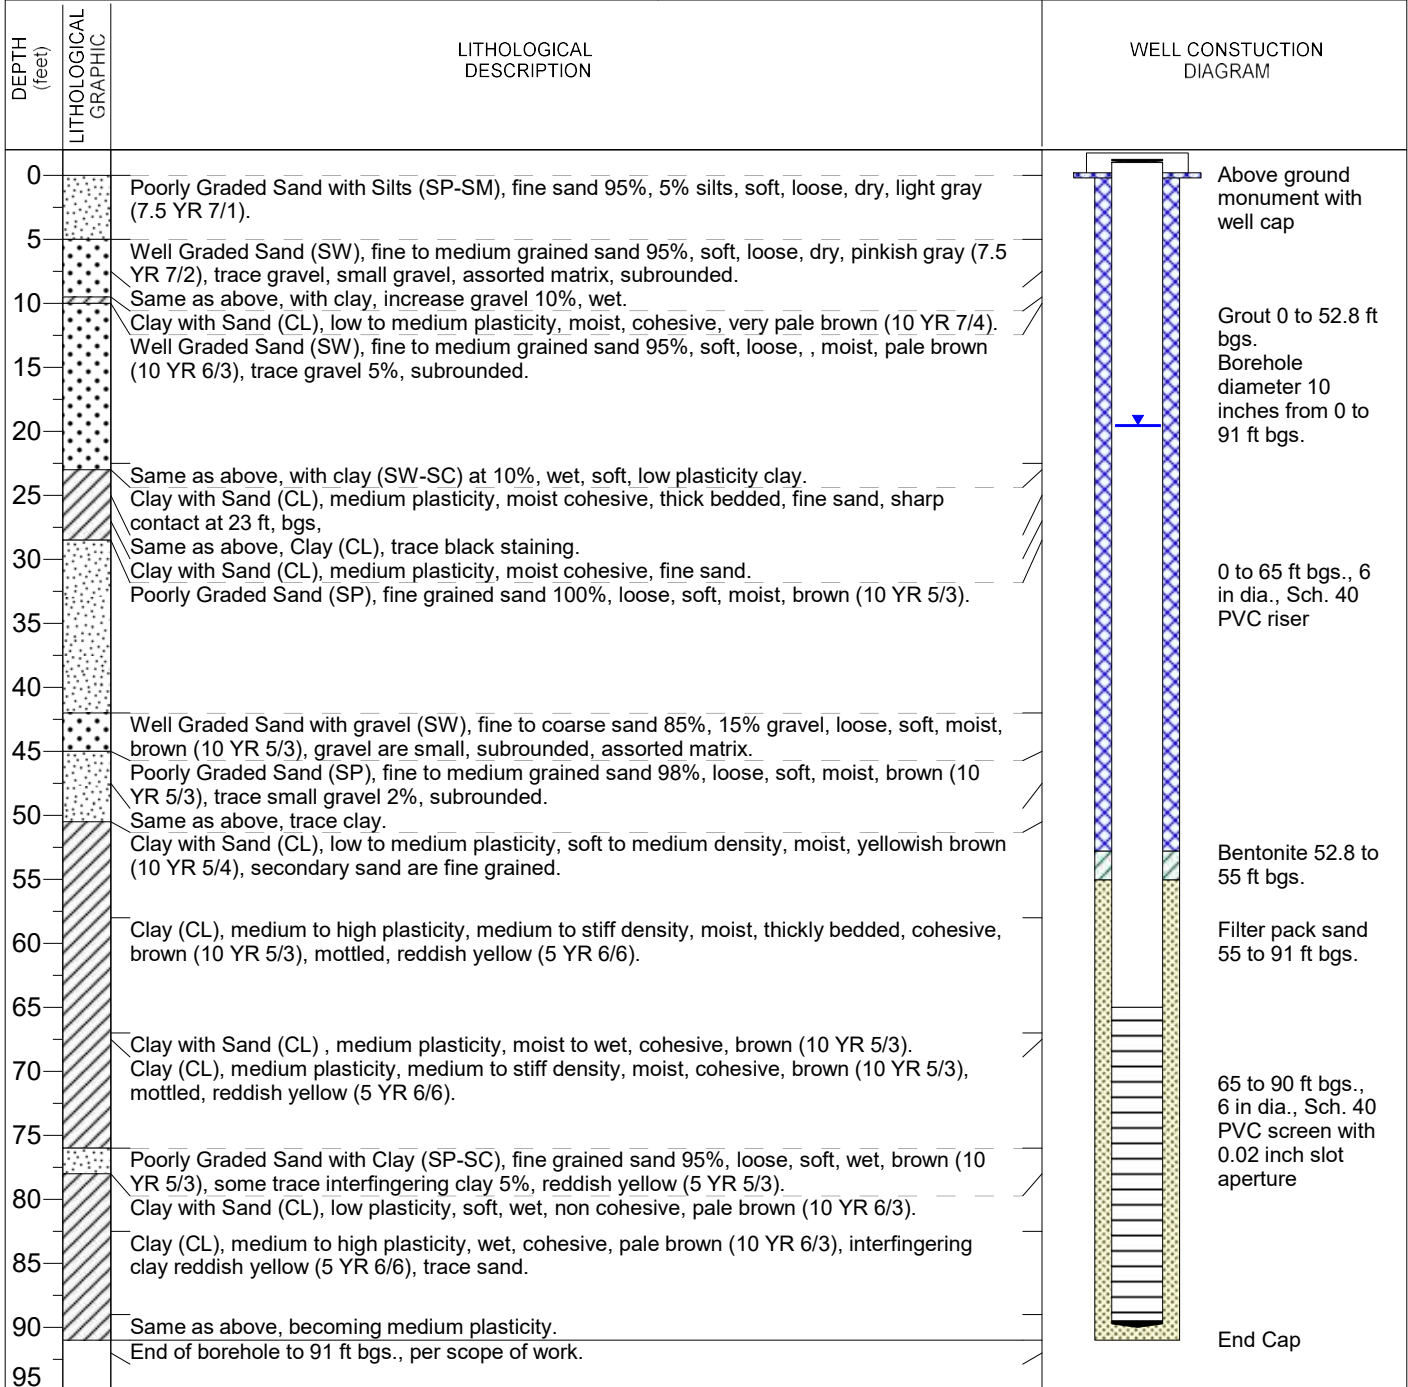 DEPTH
(feet)
LITHOLOGICAL
GRAPHIC
LITHOLOGICAL
DESCRIPTION
WELL CONSTUCTION
DIAGRAM
0
5
10
15
20
25
30
35
40
45
50
55
60
65
70
75
80
85
90
95
Poorly Graded Sand with Silts (SP-SM), fine sand 95%, 5% silts, soft, loose, dry, light gray
(7.5 YR 7/1).
Well Graded Sand (SW), fine to medium grained sand 95%, soft, loose, dry, pinkish gray (7.5
YR 7/2), trace gravel, small gravel, assorted matrix, subrounded.
Same as above, with clay, increase gravel 10%, wet.
Clay with Sand (CL), low to medium plasticity, moist, cohesive, very pale brown (10 YR 7/4).
Well Graded Sand (SW), fine to medium grained sand 95%, soft, loose, , moist, pale brown
(10 YR 6/3), trace gravel 5%, subrounded.
Same as above, with clay (SW-SC) at 10%, wet, soft, low plasticity clay.
Clay with Sand (CL), medium plasticity, moist cohesive, thick bedded, fine sand, sharp
contact at 23 ft, bgs,
Same as above, Clay (CL), trace black staining.
Clay with Sand (CL), medium plasticity, moist cohesive, fine sand.
Poorly Graded Sand (SP), fine grained sand 100%, loose, soft, moist, brown (10 YR 5/3).
Well Graded Sand with gravel (SW), fine to coarse sand 85%, 15% gravel, loose, soft, moist,
brown (10 YR 5/3), gravel are small, subrounded, assorted matrix.
Poorly Graded Sand (SP), fine to medium grained sand 98%, loose, soft, moist, brown (10
YR 5/3), trace small gravel 2%, subrounded.
Same as above, trace clay.
Clay with Sand (CL), low to medium plasticity, soft to medium density, moist, yellowish brown
(10 YR 5/4), secondary sand are fine grained.
Clay (CL), medium to high plasticity, medium to stiff density, moist, thickly bedded, cohesive,
brown (10 YR 5/3), mottled, reddish yellow (5 YR 6/6).
Clay with Sand (CL) , medium plasticity, moist to wet, cohesive, brown (10 YR 5/3).
Clay (CL), medium plasticity, medium to stiff density, moist, cohesive, brown (10 YR 5/3),
mottled, reddish yellow (5 YR 6/6).
Poorly Graded Sand with Clay (SP-SC), fine grained sand 95%, loose, soft, wet, brown (10
YR 5/3), some trace interfingering clay 5%, reddish yellow (5 YR 5/3).
Clay with Sand (CL), low plasticity, soft, wet, non cohesive, pale brown (10 YR 6/3).
Clay (CL), medium to high plasticity, wet, cohesive, pale brown (10 YR 6/3), interfingering
clay reddish yellow (5 YR 6/6), trace sand.
Same as above, becoming medium plasticity.
End of borehole to 91 ft bgs., per scope of work.
Above ground
monument with
well cap
Grout 0 to 52.8 ft
bgs.
Borehole
diameter 10
inches from 0 to
91 ft bgs.
0 to 65 ft bgs., 6
in dia., Sch. 40
PVC riser
Bentonite 52.8 to
55 ft bgs.
Filter pack sand
55 to 91 ft bgs.
65 to 90 ft bgs.,
6 in dia., Sch. 40
PVC screen with
0.02 inch slot
aperture
End Cap